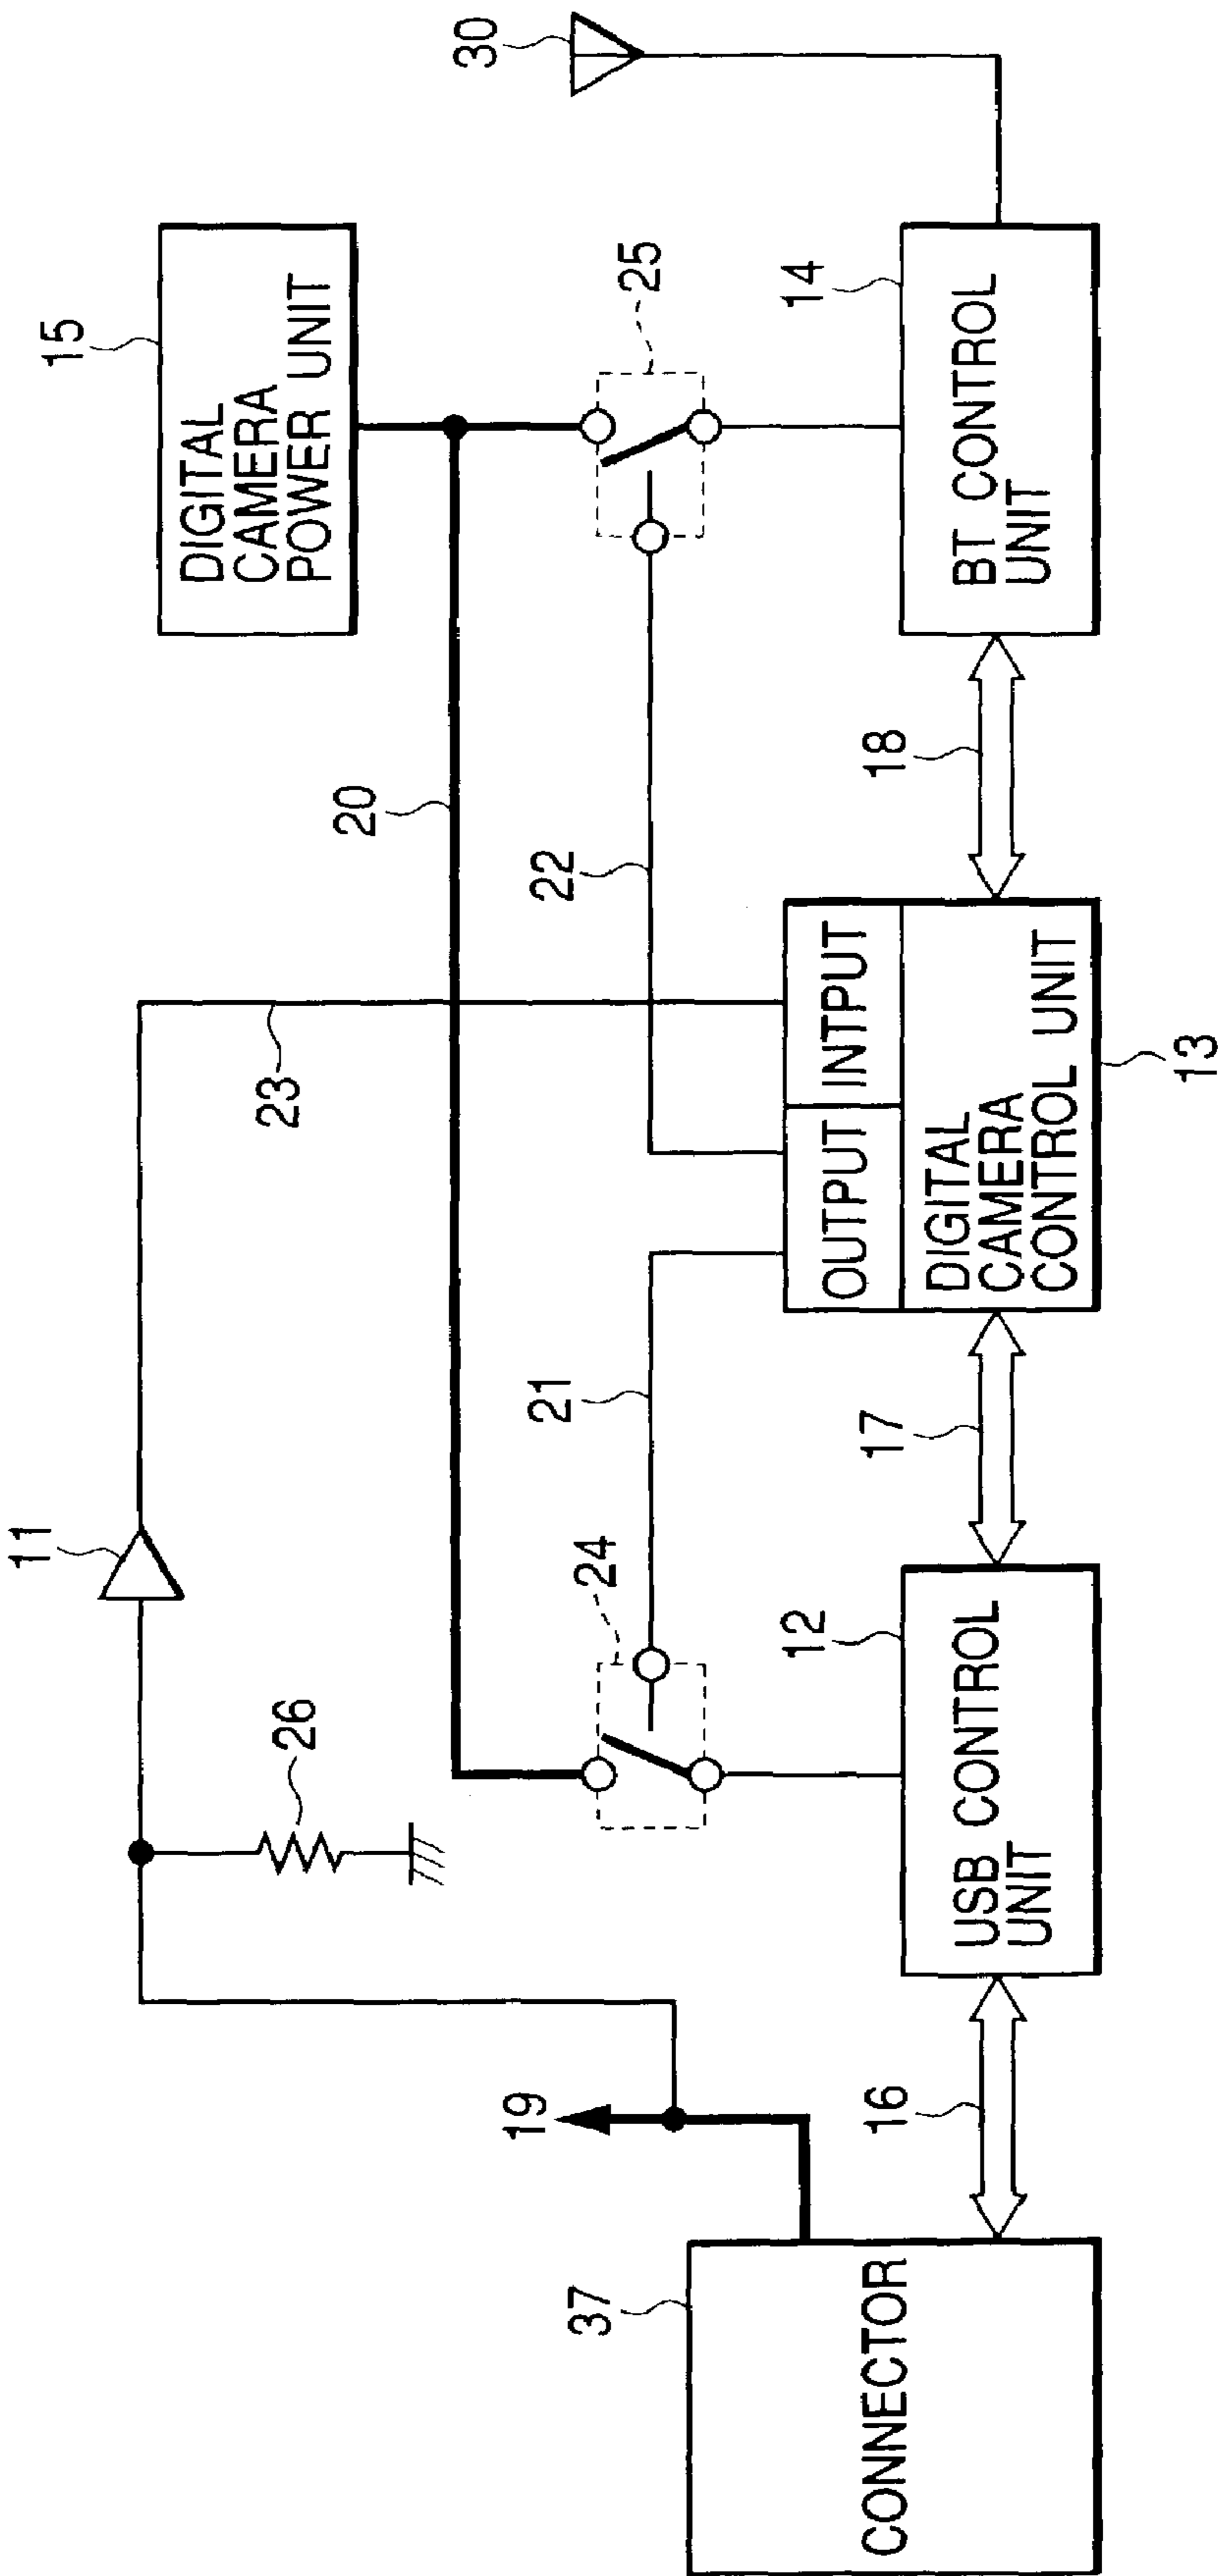 11
23
15
DIGITAL
CAMERA
POWER UNIT
26
20
30
19
24
21
22
25
37
CONNECTOR
16
12
USB CONTROL
UNIT
17
OUTPUT
INTPUT
DIGITAL
CAMERA
CONTROL UNIT
13
18
14
BT CONTROL
UNIT